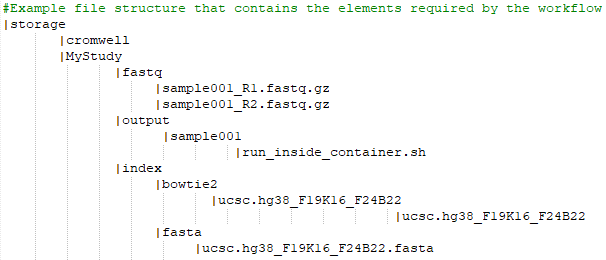 #Example file structure that contains the elements required by the workflow
|storage
|cromwell
|MyStudy
|fastq
|sample001_R1.fastq.gz
|sample001_R2.fastq.gz
|output
|sample001
|run_inside_container.sh
|index
|bowtie2
|ucsc.hg38_F19K16_F24B22
|ucsc.hg38_F19K16_F24B22
|fasta
|ucsc.hg38_F19K16_F24B22.fasta